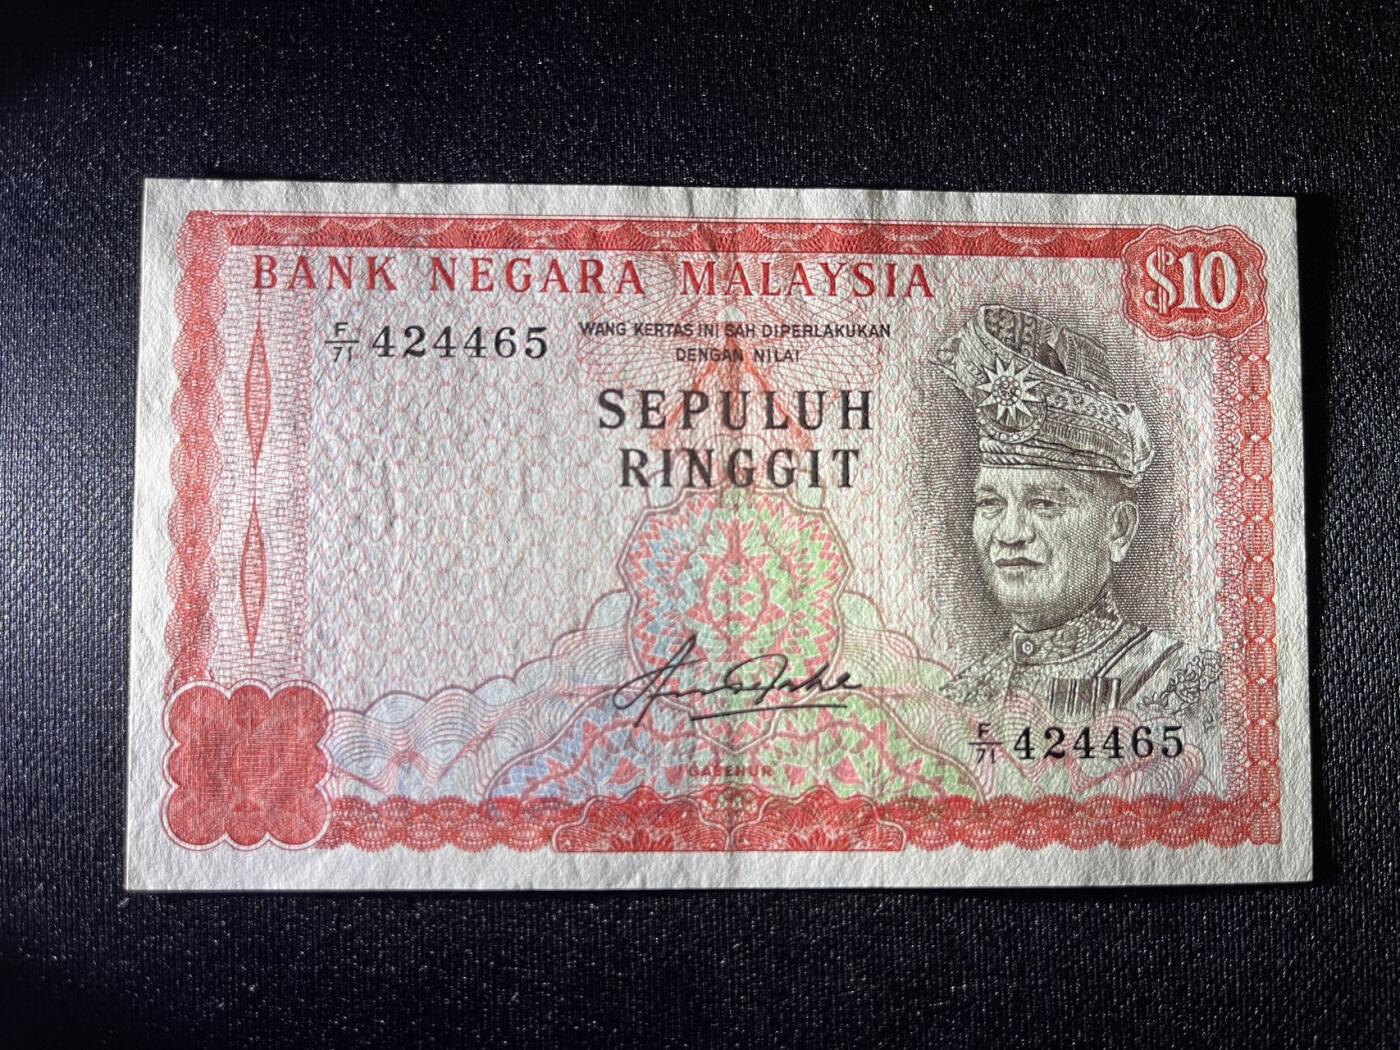 BANK NEGARA MALAYSIA
$10
F/71 424465
WANG KERTAS INI SAH DIPERLAKUKAN
DENGAN NILAI
SEPULUH
RINGGIT
F/71 424465
GABENUR